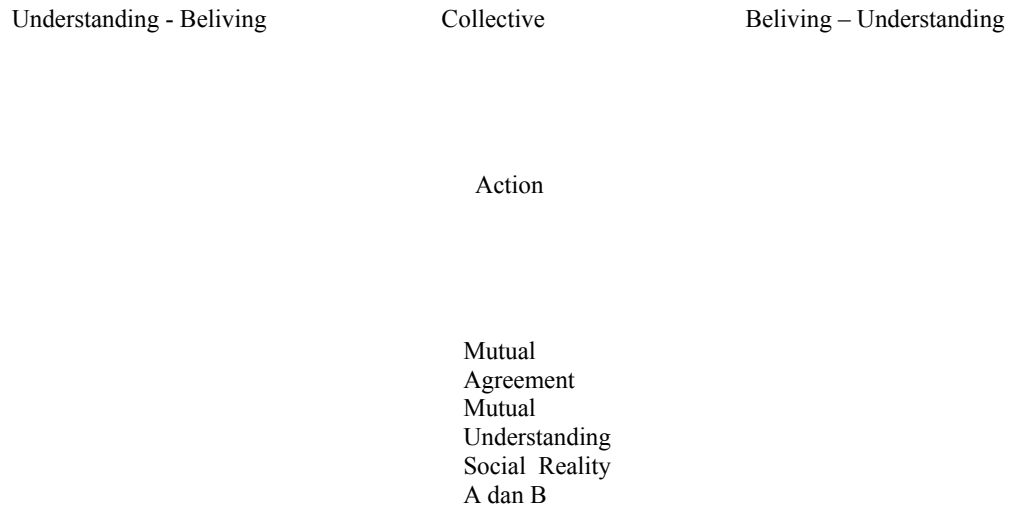 Understanding - Beliving Collective Beliving – Understanding
Action
Mutual
Agreement
Mutual
Understanding
Social Reality
A dan B